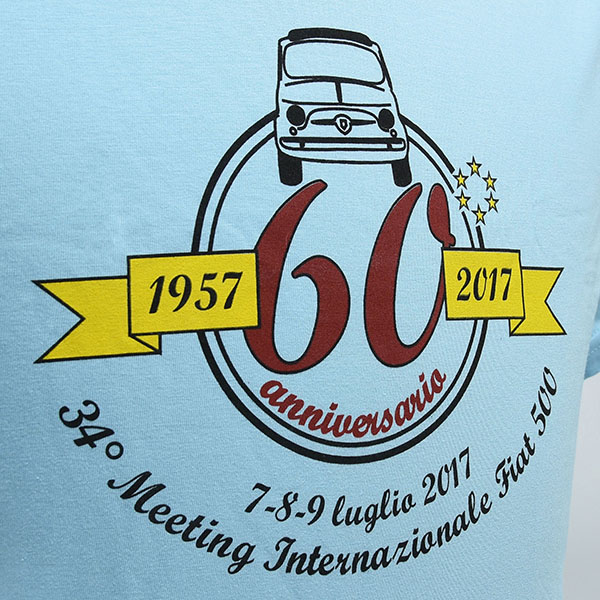 60°
1957
2017
anniversario
7-8-9 luglio 2017
34° Meeting Internazionale Fiat 500